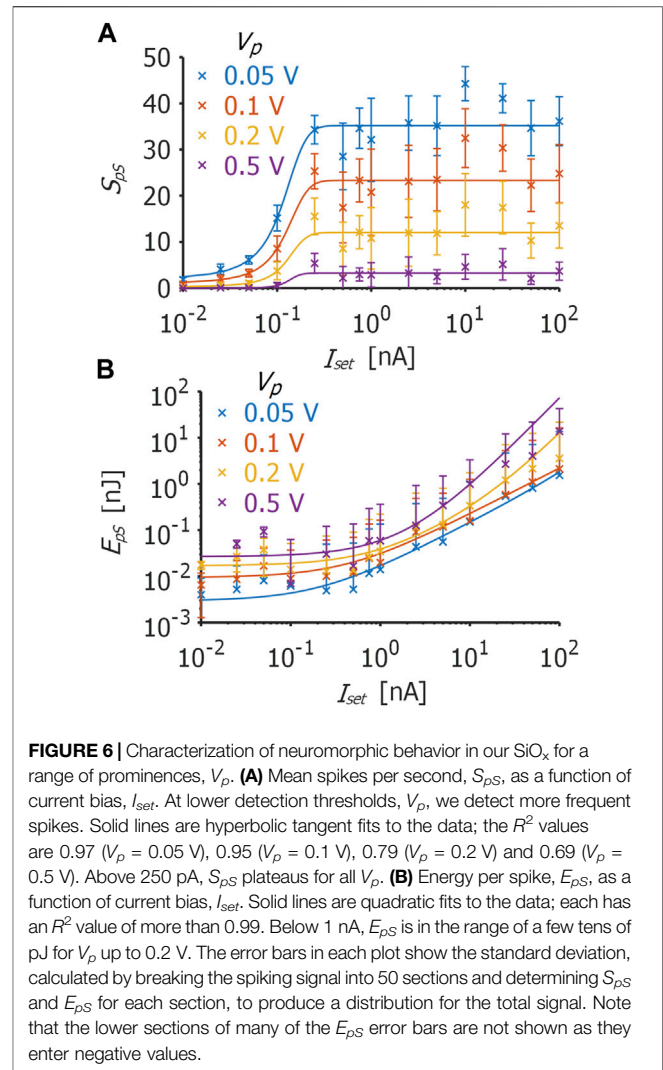 A
V_p
0.05 V
0.1 V
0.2 V
0.5 V
50
40
30
20
10
0
S_pS
10^-2 10^-1 10^0 10^1 10^2
I_set [nA]
B
V_p
0.05 V
0.1 V
0.2 V
0.5 V
10^2
10^1
10^0
10^-1
10^-2
10^-3
E_pS [nJ]
10^-2 10^-1 10^0 10^1 10^2
I_set [nA]
FIGURE 6 | Characterization of neuromorphic behavior in our SiO_x for a
range of prominences, V_p. (A) Mean spikes per second, S_pS, as a function of
current bias, I_set. At lower detection thresholds, V_p, we detect more frequent
spikes. Solid lines are hyperbolic tangent fits to the data; the R^2 values
are 0.97 (V_p = 0.05 V), 0.95 (V_p = 0.1 V), 0.79 (V_p = 0.2 V) and 0.69 (V_p =
0.5 V). Above 250 pA, S_pS plateaus for all V_p. (B) Energy per spike, E_pS, as a
function of current bias, I_set. Solid lines are quadratic fits to the data; each has
an R^2 value of more than 0.99. Below 1 nA, E_pS is in the range of a few tens of
pJ for V_p up to 0.2 V. The error bars in each plot show the standard deviation,
calculated by breaking the spiking signal into 50 sections and determining S_pS
and E_pS for each section, to produce a distribution for the total signal. Note
that the lower sections of many of the E_pS error bars are not shown as they
enter negative values.